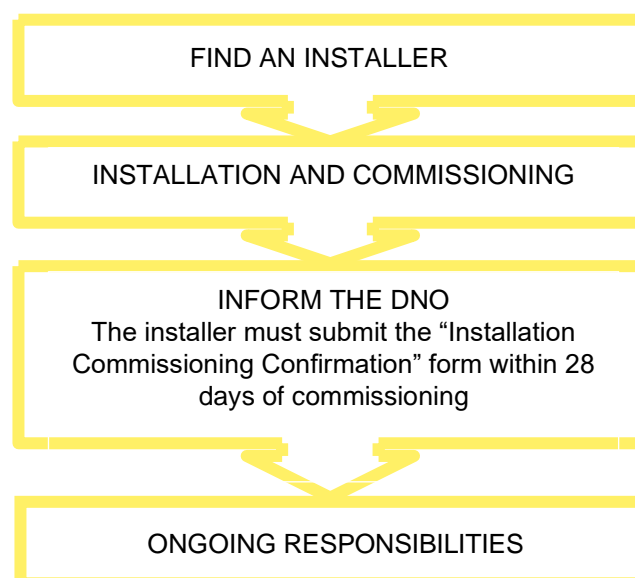 FIND AN INSTALLER
INSTALLATION AND COMMISSIONING
INFORM THE DNO
The installer must submit the “Installation
Commissioning Confirmation” form within 28
days of commissioning
ONGOING RESPONSIBILITIES